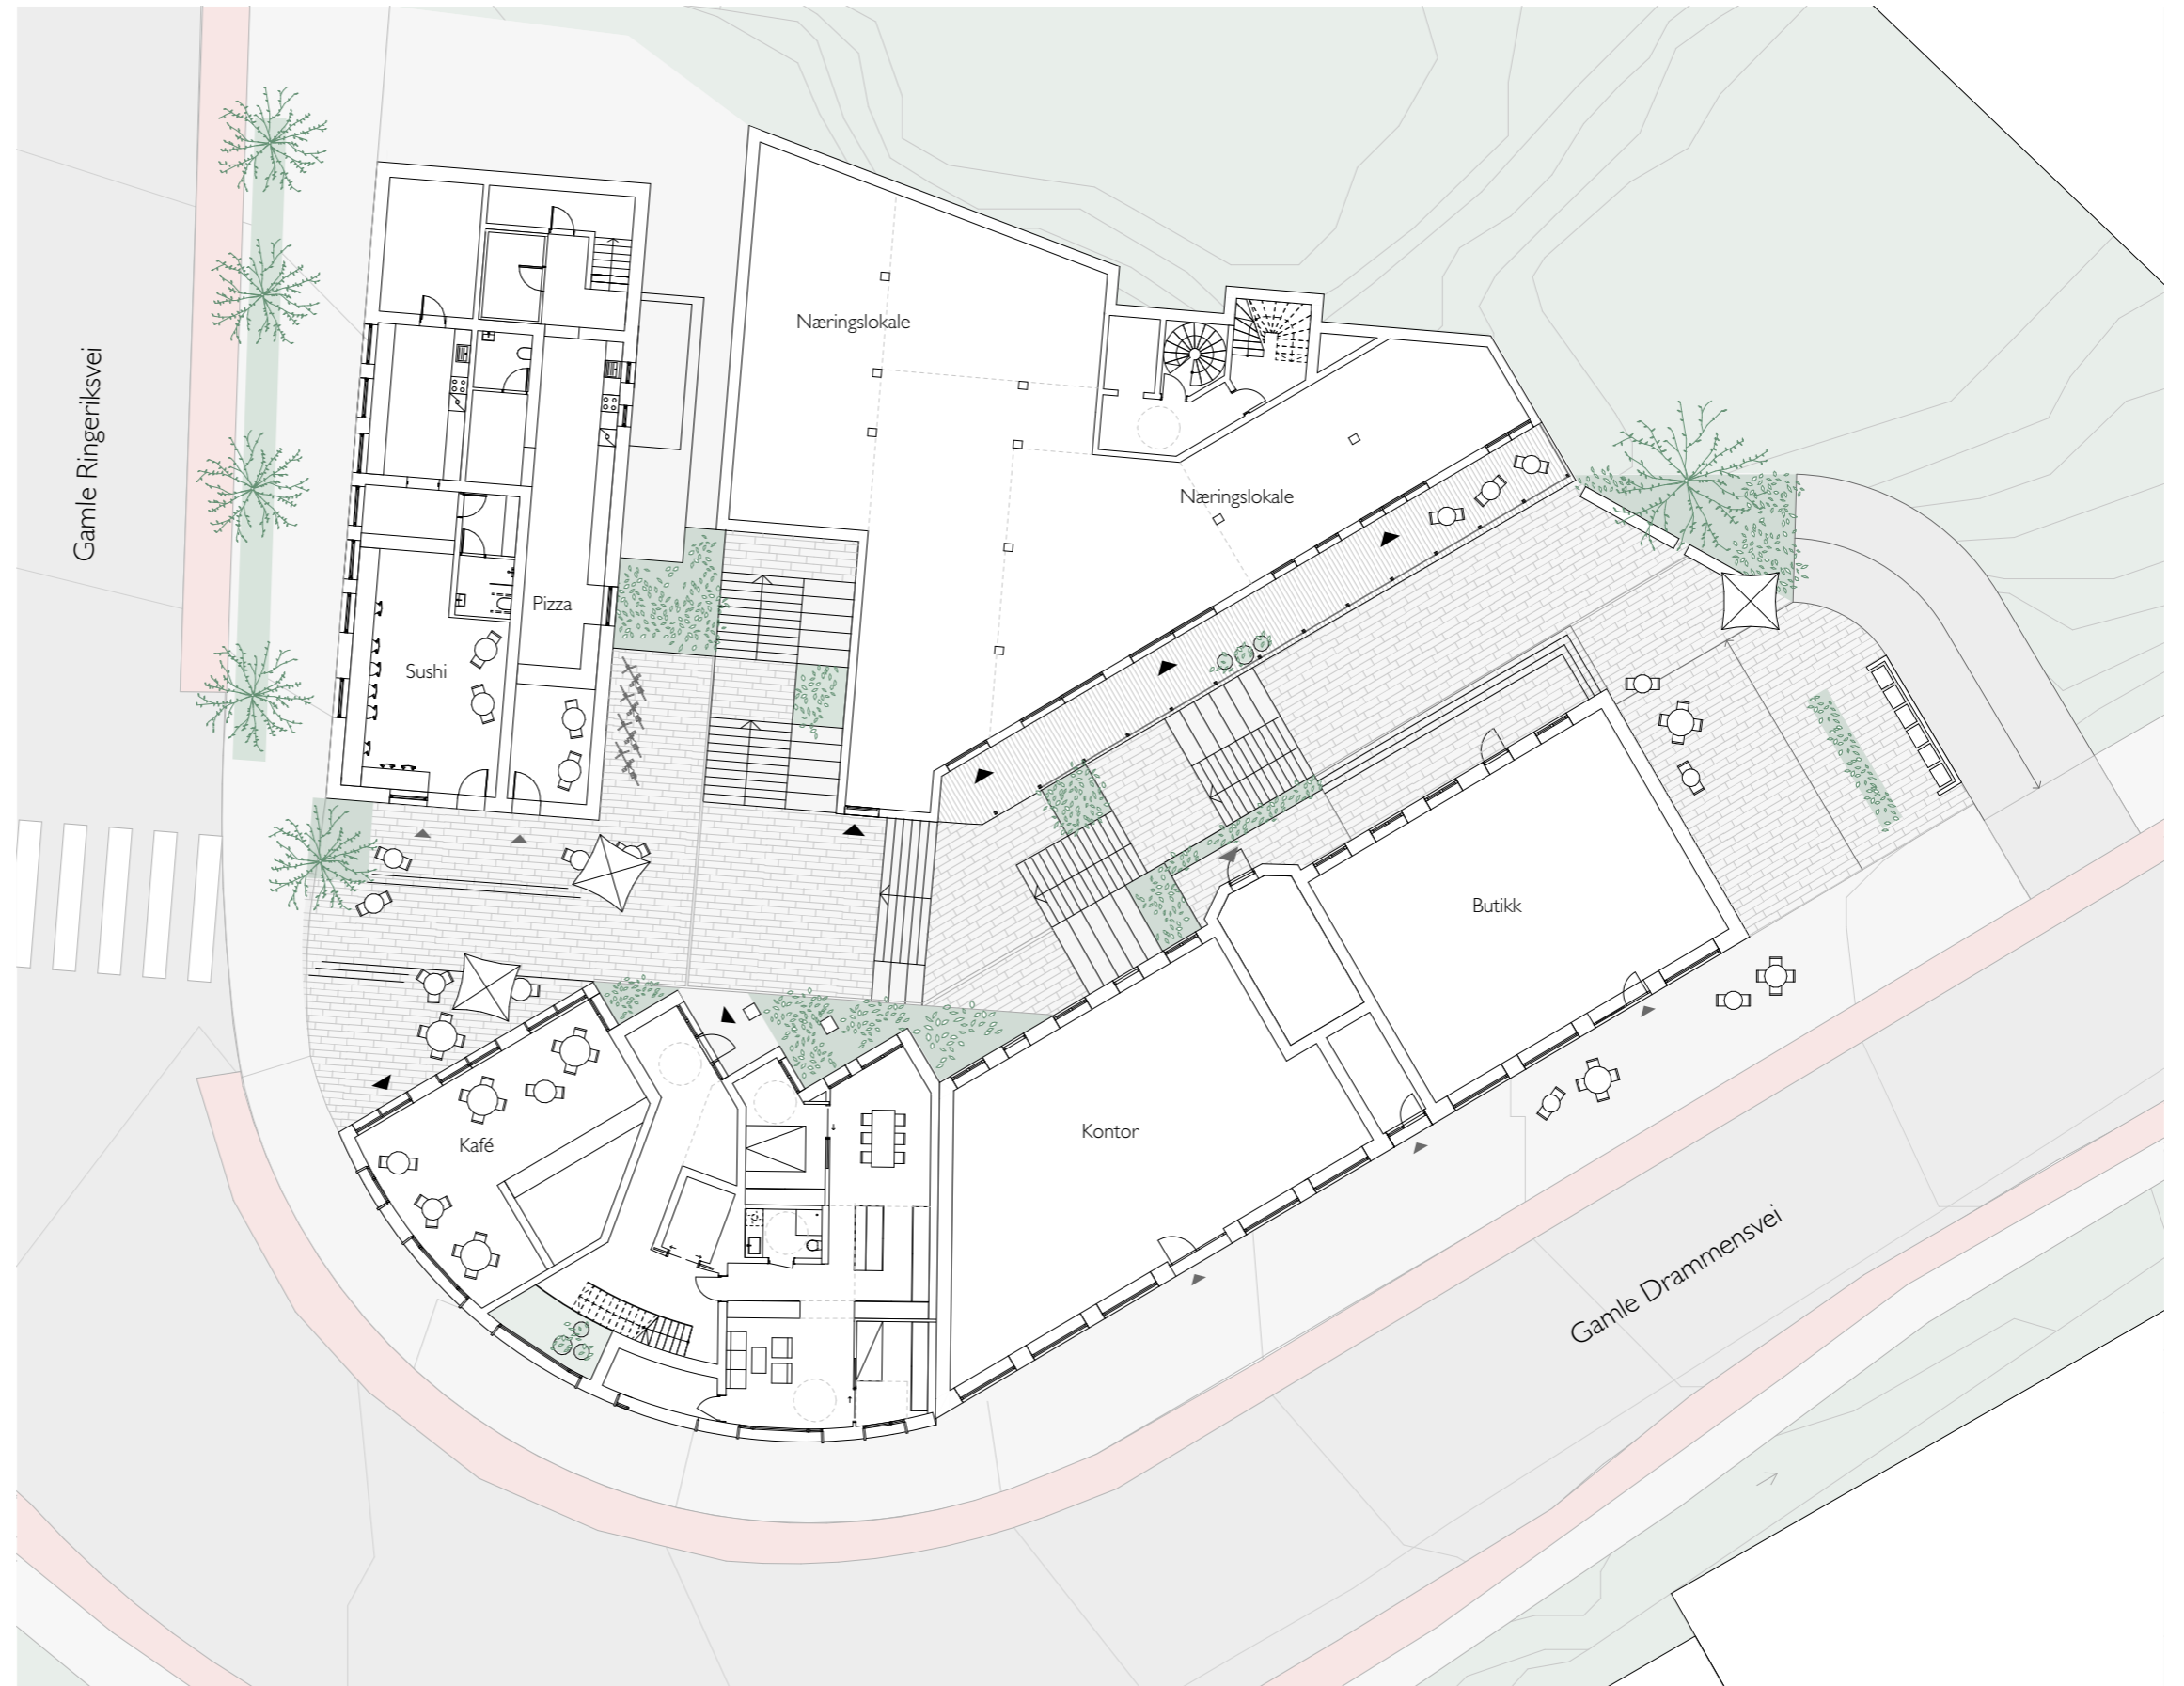 Gamle Ringeriksvei
Næringslokale
Næringslokale
Pizza
Sushi
Butikk
Kontor
Kafé
Gamle Drammensvei